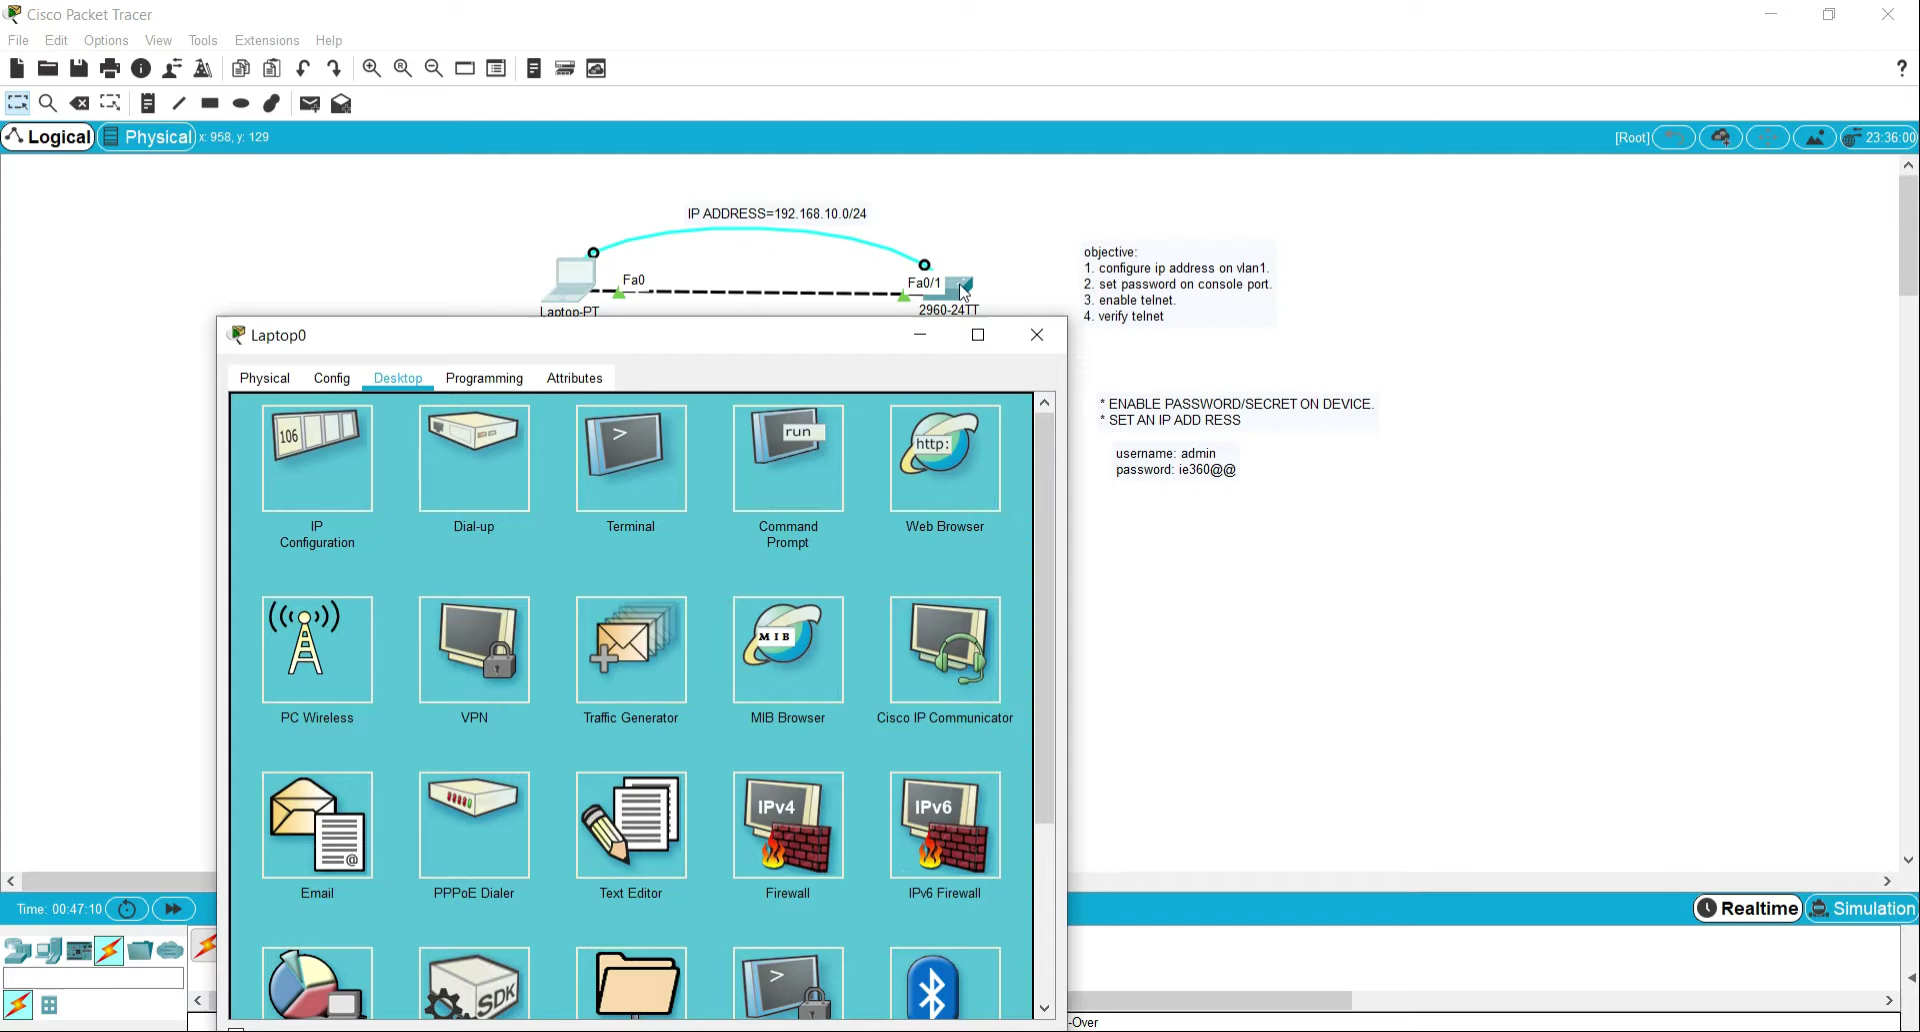 Cisco Packet Tracer
File Edit Options View Tools Extensions Help
?
Logical Physical x: 958, y: 129 [Root] 23:36:00
IP ADDRESS=192.168.10.0/24
Fa0
Fa0/1
Laptop-PT
2960-24TT
objective:
1. configure ip address on vlan1.
2. set password on console port.
3. enable telnet.
4. verify telnet
* ENABLE PASSWORD/SECRET ON DEVICE.
* SET AN IP ADD RESS
username: admin
password: ie360@@
Laptop0
Physical Config Desktop Programming Attributes
106
>
run
http:
IP
Configuration
Dial-up
Terminal
Command
Prompt
Web Browser
MIB
PC Wireless
VPN
Traffic Generator
MIB Browser
Cisco IP Communicator
@
IPv4
IPv6
Email
PPPoE Dialer
Text Editor
Firewall
IPv6 Firewall
SDK
>
Time: 00:47:10
Realtime Simulation
-Over